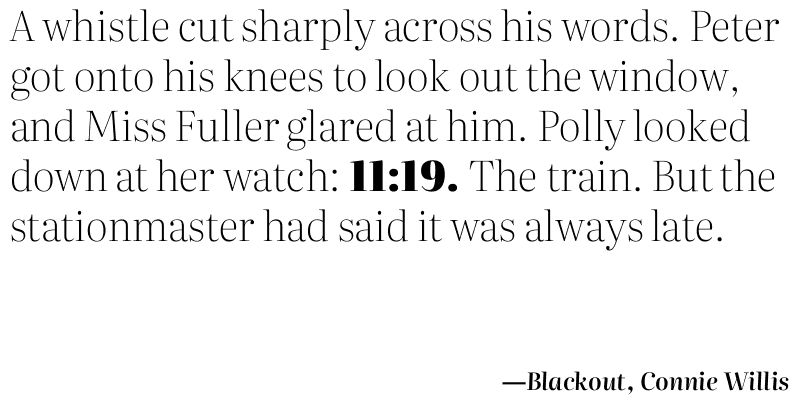 A whistle cut sharply across his words. Peter
got onto his knees to look out the window,
and Miss Fuller glared at him. Polly looked
down at her watch: 11:19. The train. But the
stationmaster had said it was always late.
—Blackout, Connie Willis